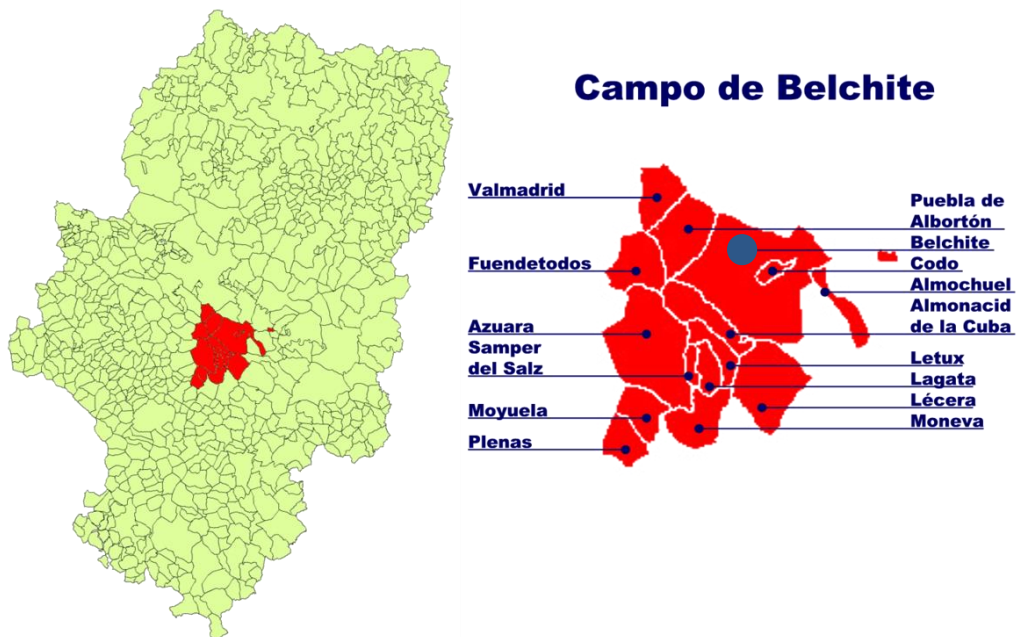 Campo de Belchite
Valmadrid
Fuendetodos
Azuara
Samper
del Salz
Moyuela
Plenas
Puebla de
Albortón
Belchite
Codo
Almochuel
Almonacid
de la Cuba
Letux
Lagata
Lécera
Moneva